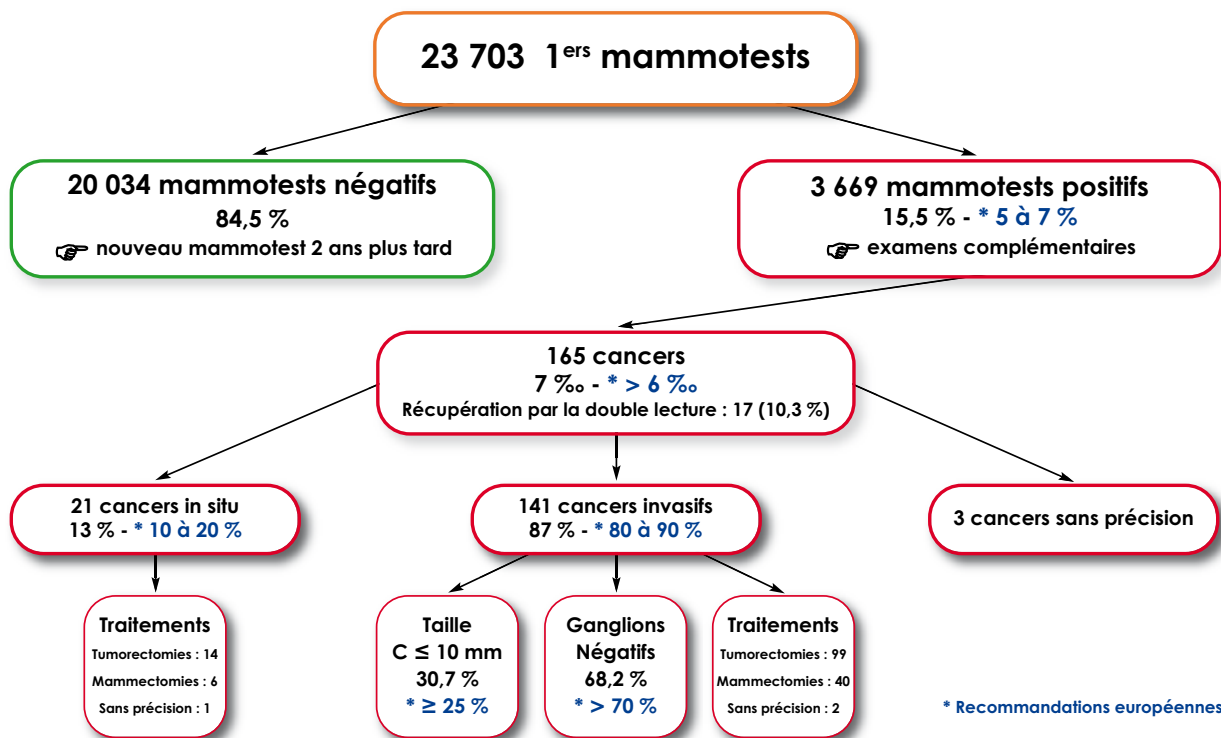 23 703 1ers mammotests
20 034 mammotests négatifs
84,5 %
☞ nouveau mammotest 2 ans plus tard
3 669 mammotests positifs
15,5 % - * 5 à 7 %
☞ examens complémentaires
165 cancers
7 ‰ - * > 6 ‰
Récupération par la double lecture : 17 (10,3 %)
21 cancers in situ
13 % - * 10 à 20 %
141 cancers invasifs
87 % - * 80 à 90 %
3 cancers sans précision
Traitements
Tumorectomies : 14
Mammectomies : 6
Sans précision : 1
Taille
C ≤ 10 mm
30,7 %
* ≥ 25 %
Ganglions
Négatifs
68,2 %
* > 70 %
Traitements
Tumorectomies : 99
Mammectomies : 40
Sans précision : 2
* Recommandations européennes